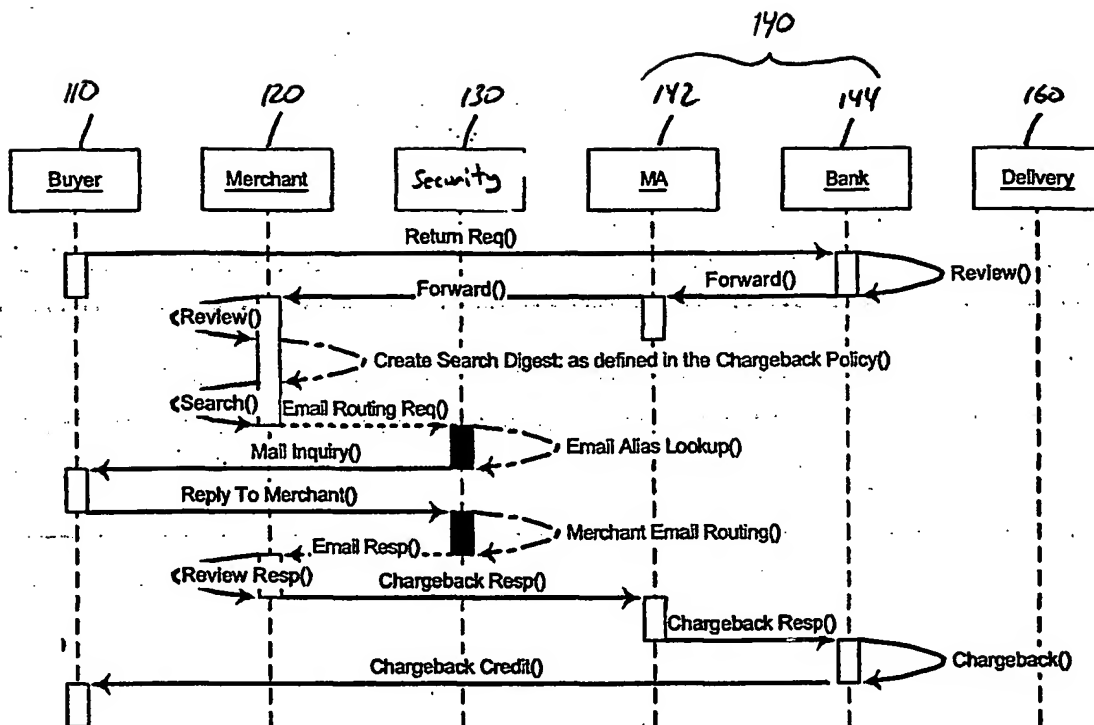 140
110 120 130 142 144 160
Buyer Merchant Security MA Bank Delivery
Return Req()
Review()
Forward() Forward()
Review()
Create Search Digest: as defined in the Chargeback Policy()
Search() Email Routing Req()
Email Alias Lookup()
Mail Inquiry()
Reply To Merchant()
Merchant Email Routing()
Email Resp()
Review Resp() Chargeback Resp()
Chargeback Resp()
Chargeback()
Chargeback Credit()